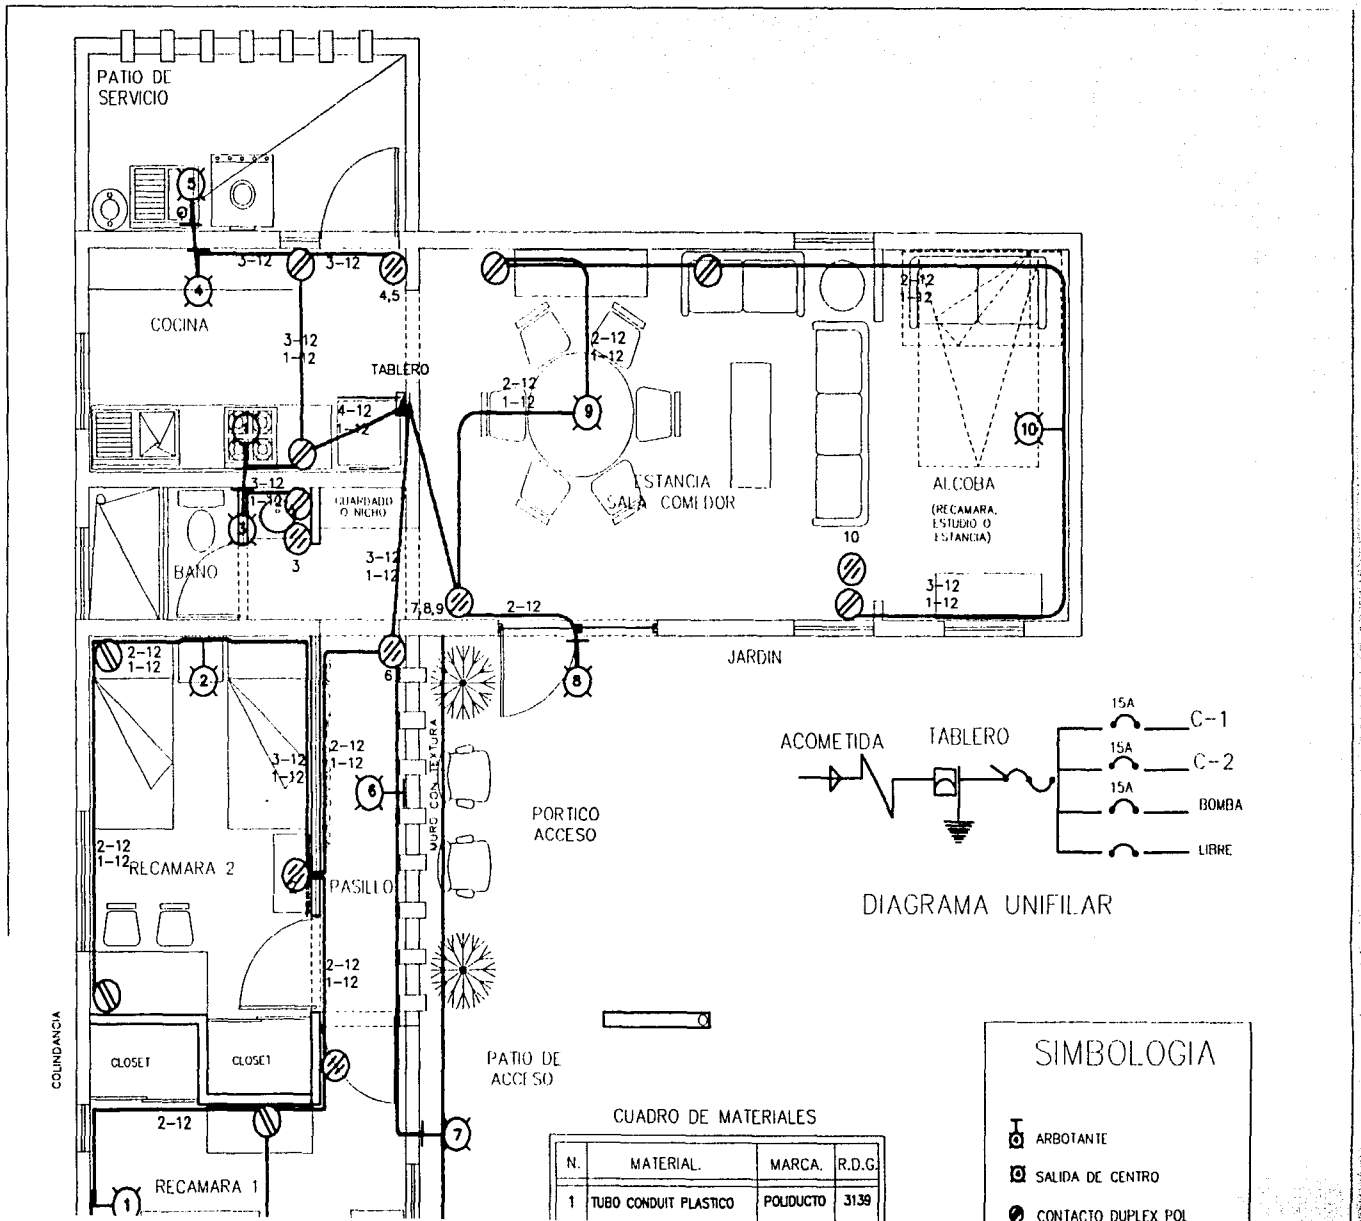 PATIO DE
SERVICIO
5
3-12
3-12
4
4,5
COCINA
3-12
1-12
TABLERO
4-12
1-12
3-12
1-12
GUARDADO
O NICHO
3
3
BAÑO
3-12
1-12
2-12
1-12
2-12
1-12
9
ESTANCIA
SALA COMEDOR
2-12
1-12
10
ALCOBA
(RECAMARA,
ESTUDIO O
ESTANCIA)
10
3-12
1-12
7,8,9
2-12
8
JARDIN
6
2-12
1-12
2
3-12
1-12
2-12
1-12
6
MURO CON TEXTURA
2-12
1-12
RECAMARA 2
PASILLO
2-12
1-12
PORTICO
ACCESO
ACOMETIDA
TABLERO
15A
C-1
15A
C-2
15A
BOMBA
LIBRE
DIAGRAMA UNIFILAR
COLINDANCIA
CLOSET
CLOSET
2-12
PATIO DE
ACCESO
7
RECAMARA 1
1
CUADRO DE MATERIALES
N. MATERIAL. MARCA. R.D.G.
1 TUBO CONDUIT PLASTICO POLIDUCTO 3139
SIMBOLOGIA
ARBOTANTE
SALIDA DE CENTRO
CONTACTO DUPLEX POL